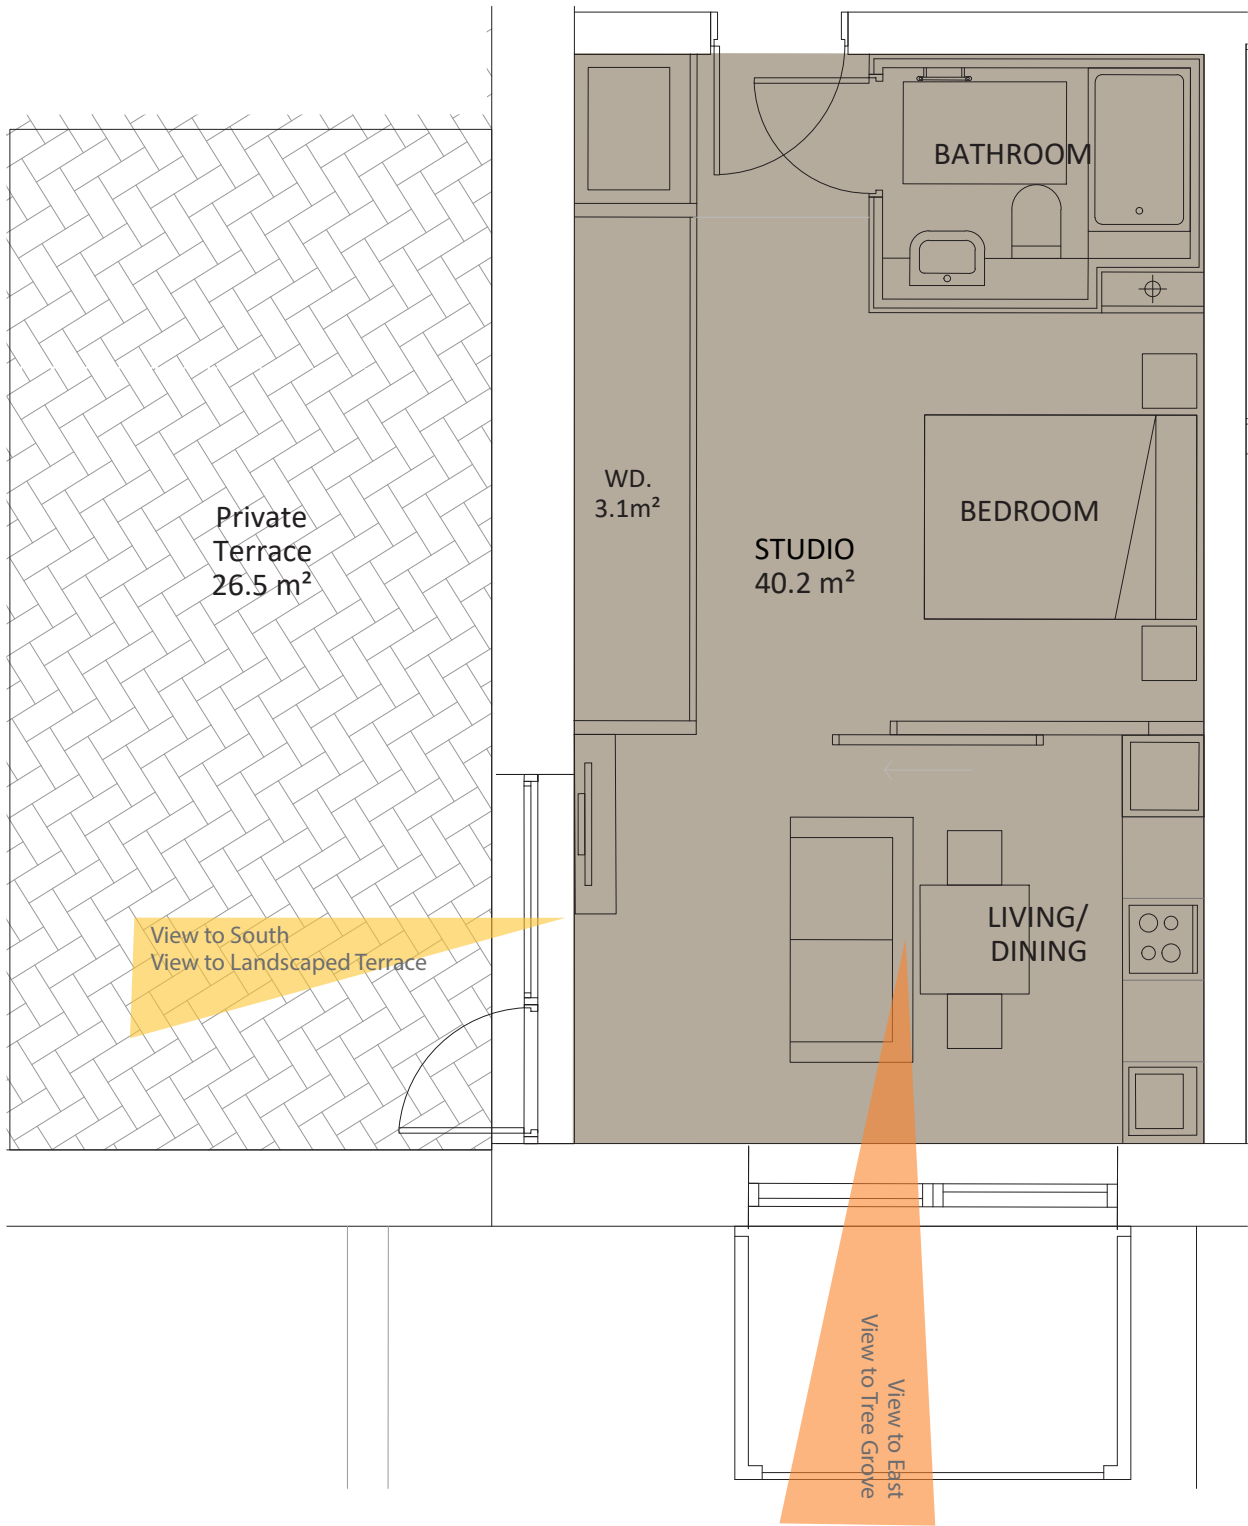 BATHROOM
WD.
3.1m²
BEDROOM
Private
Terrace
26.5 m²
STUDIO
40.2 m²
LIVING/
DINING
View to South
View to Landscaped Terrace
View to East
View to Tree Grove